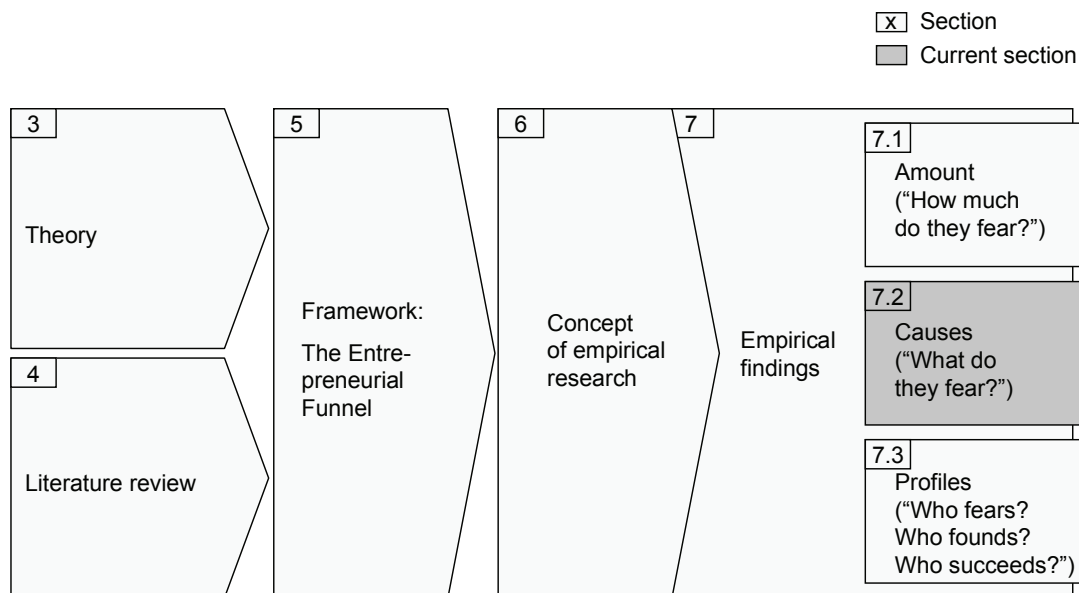 x Section
Current section
3
Theory
4
Literature review
5
Framework:
The Entre-
preneurial
Funnel
6
Concept
of empirical
research
7
Empirical
findings
7.1
Amount
(“How much
do they fear?”)
7.2
Causes
(“What do
they fear?”)
7.3
Profiles
(“Who fears?
Who founds?
Who succeeds?”)